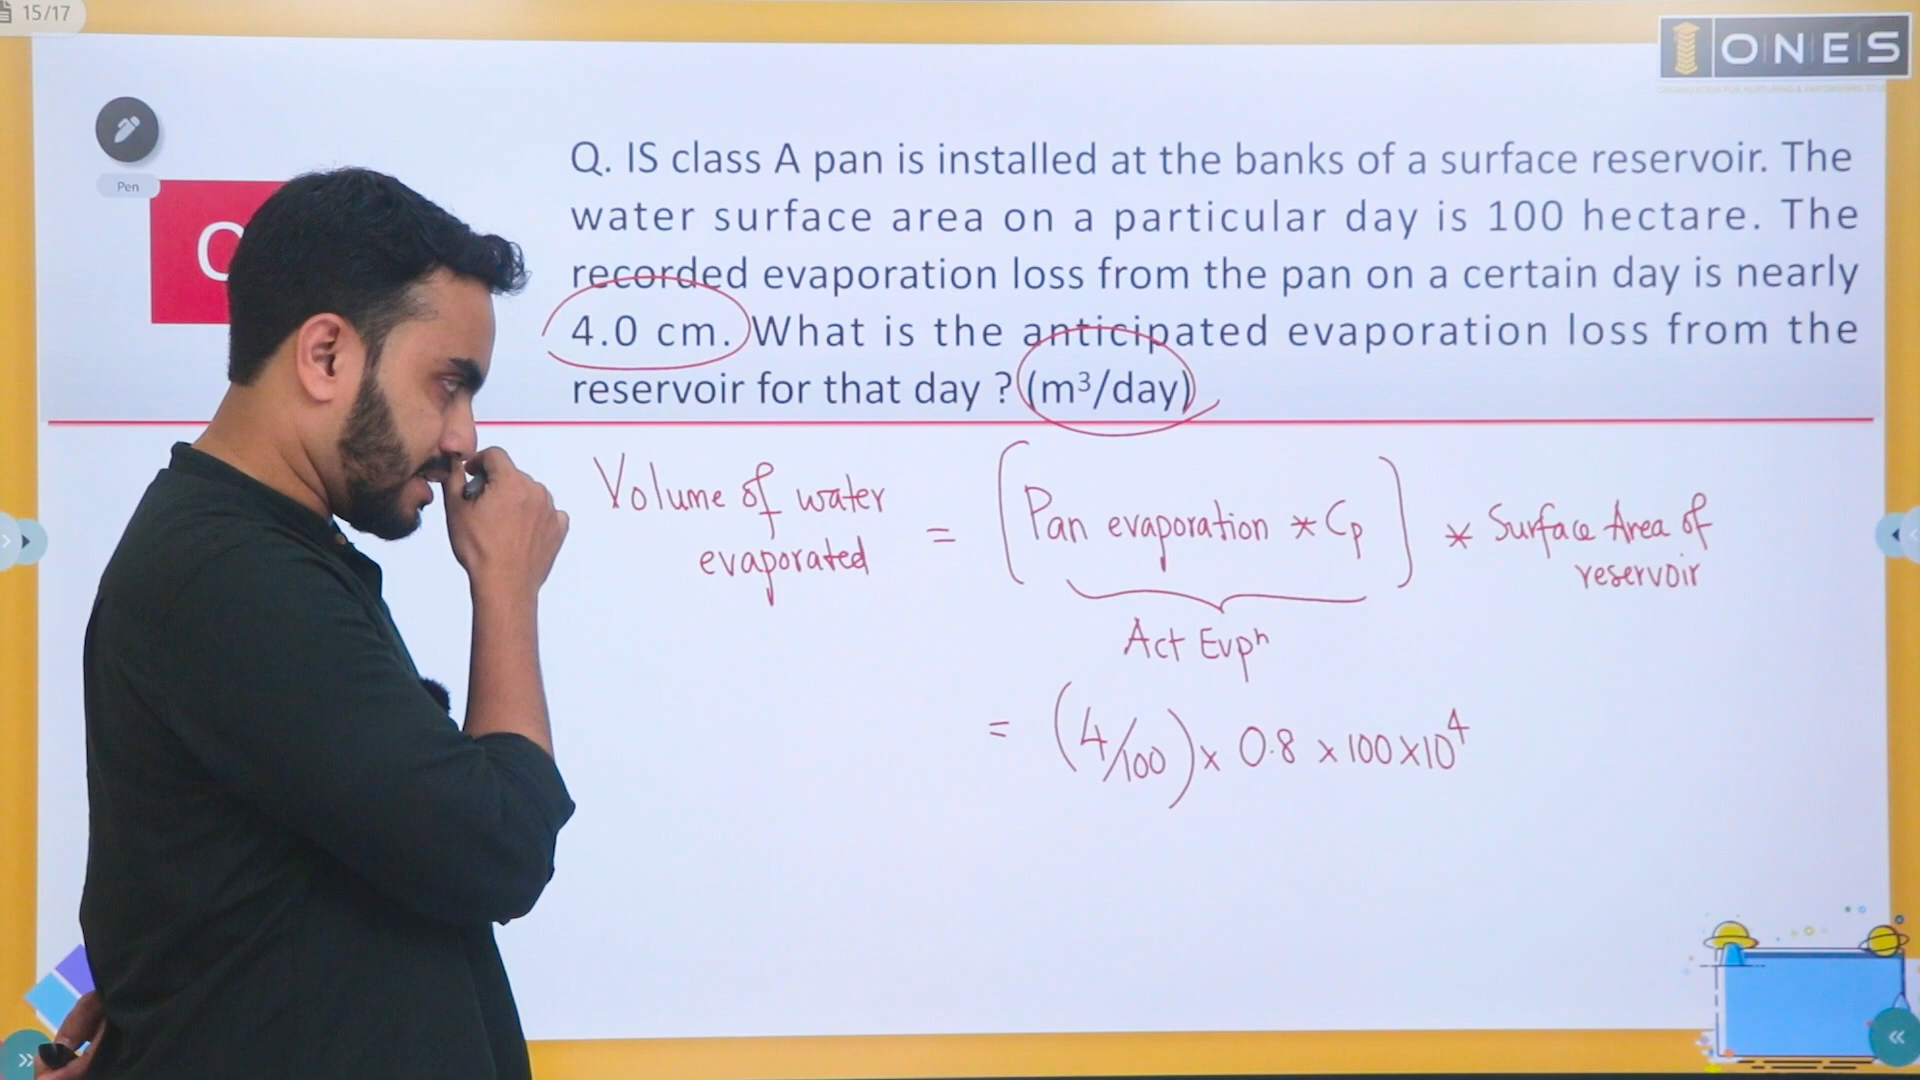 15/17
ONES
Pen
Q. IS class A pan is installed at the banks of a surface reservoir. The
water surface area on a particular day is 100 hectare. The
recorded evaporation loss from the pan on a certain day is nearly
4.0 cm. What is the anticipated evaporation loss from the
reservoir for that day ? (m³/day)
Volume of water
evaporated = [Pan evaporation * Cp] * Surface Area of
reservoir
Act Evpⁿ
= (4/100) x 0.8 x 100 x 10⁴